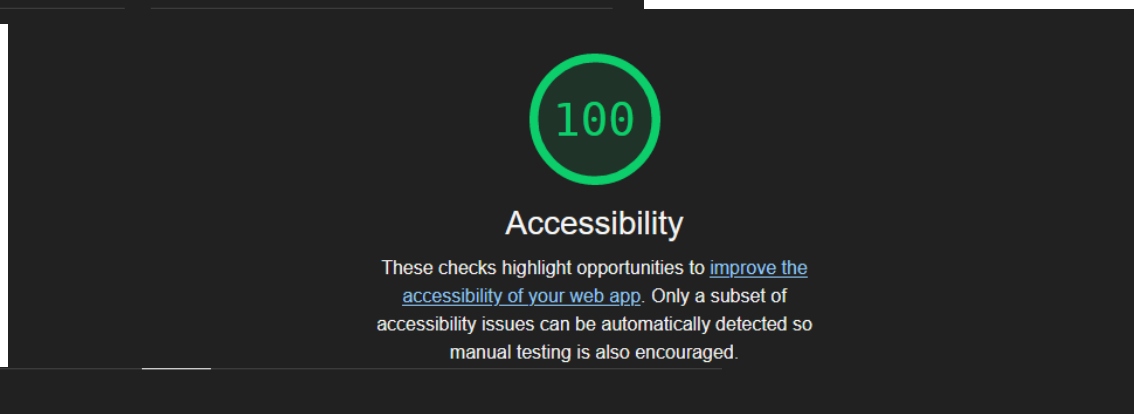 100
Accessibility
These checks highlight opportunities to improve the
accessibility of your web app. Only a subset of
accessibility issues can be automatically detected so
manual testing is also encouraged.